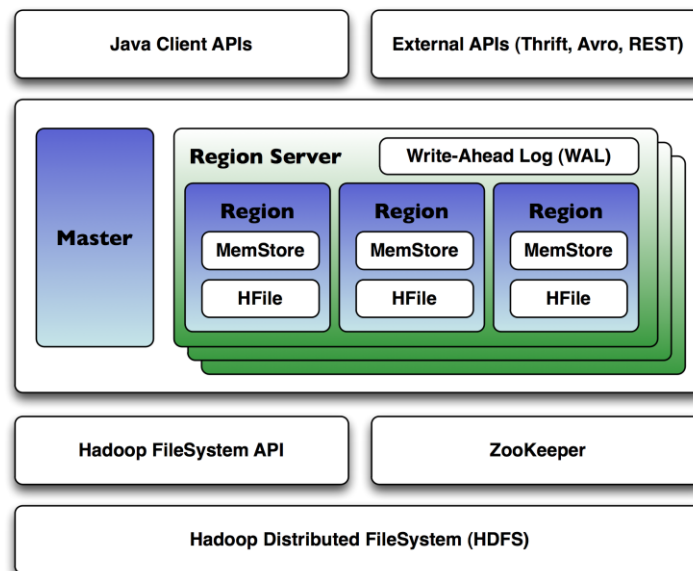 Java Client APIs
External APIs (Thrift, Avro, REST)
Master
Region Server
Write-Ahead Log (WAL)
Region
MemStore
HFile
Region
MemStore
HFile
Region
MemStore
HFile
Hadoop FileSystem API
ZooKeeper
Hadoop Distributed FileSystem (HDFS)